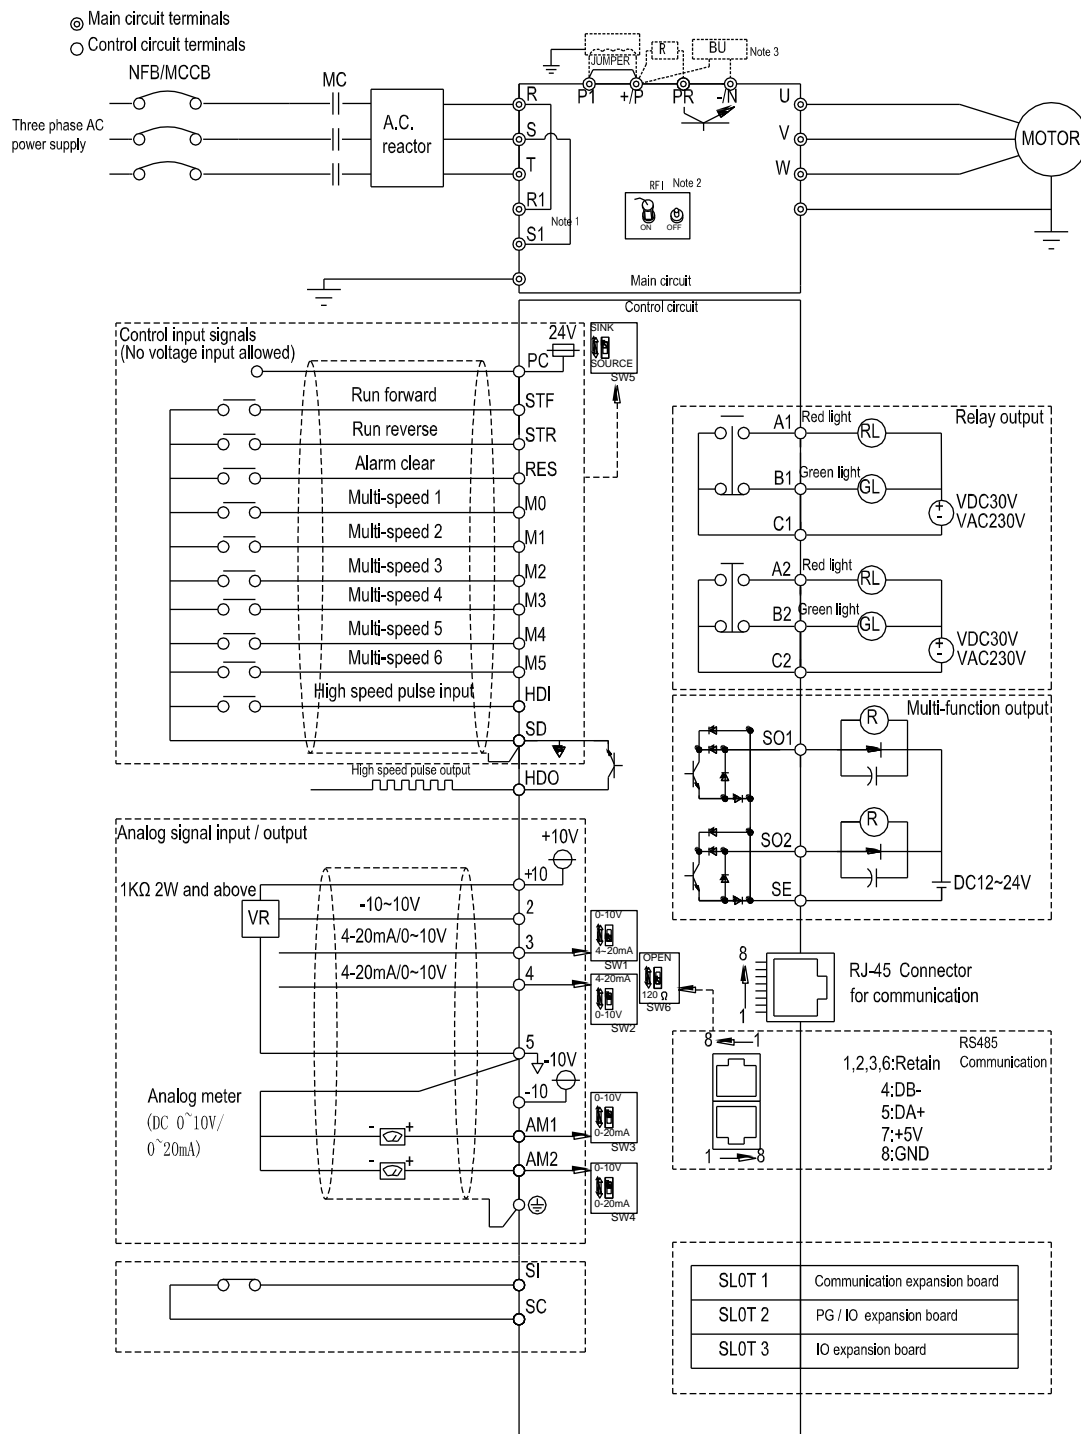 Main circuit terminals
Control circuit terminals
NFB/MCCB
MC
Three phase AC
power supply
A.C.
reactor
R
S
T
R1
S1
Note 1
JUMPER
R
BU
Note 3
P1
+/P
PR
-/N
U
V
W
MOTOR
RFI
Note 2
ON
OFF
Main circuit
Control circuit
Control input signals
(No voltage input allowed)
24V
PC
SINK
SOURCE
SW5
Run forward
STF
Run reverse
STR
Alarm clear
RES
Multi-speed 1
M0
Multi-speed 2
M1
Multi-speed 3
M2
Multi-speed 4
M3
Multi-speed 5
M4
Multi-speed 6
M5
High speed pulse input
HDI
SD
High speed pulse output
HDO
Relay output
A1
Red light
RL
B1
Green light
GL
C1
+
-
VDC30V
VAC230V
A2
Red light
RL
B2
Green light
GL
C2
+
-
VDC30V
VAC230V
Multi-function output
R
SO1
R
SO2
SE
DC12~24V
Analog signal input / output
+10V
+10
1KΩ 2W and above
VR
-10~10V
2
4-20mA/0~10V
3
4-20mA/0~10V
4
0-10V
4~20mA
SW1
4-20mA
0-10V
SW2
OPEN
120 Ω
SW6
5
-10V
-10
Analog meter
(DC 0~10V/
0~20mA)
- +
AM1
- +
AM2
0-10V
0-20mA
SW3
0-10V
0-20mA
SW4
8
1
RJ-45 Connector
for communication
8
1
1
8
RS485
Communication
1,2,3,6:Retain
4:DB-
5:DA+
7:+5V
8:GND
SI
SC
SLOT 1 Communication expansion board
SLOT 2 PG / IO expansion board
SLOT 3 IO expansion board